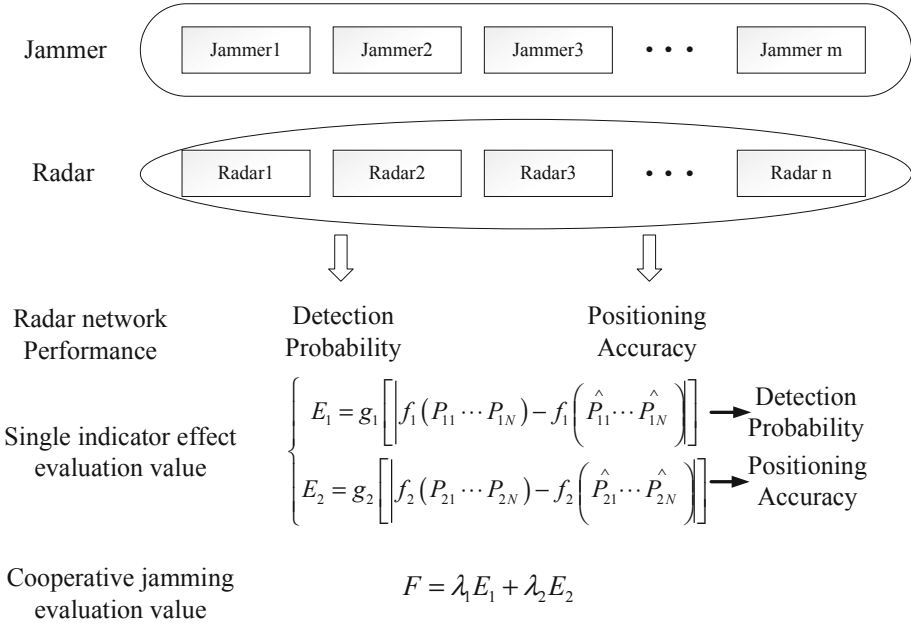 Jammer
Jammer1 Jammer2 Jammer3 • • • Jammer m
Radar
Radar1 Radar2 Radar3 • • • Radar n
Radar network
Performance
Detection
Probability
Positioning
Accuracy
Single indicator effect
evaluation value
E₁ = g₁[|f₁(P₁₁⋯P₁N) − f₁(P̂₁₁⋯P̂₁N)|]
Detection
Probability
E₂ = g₂[|f₂(P₂₁⋯P₂N) − f₂(P̂₂₁⋯P̂₂N)|]
Positioning
Accuracy
Cooperative jamming
evaluation value
F = λ₁E₁ + λ₂E₂